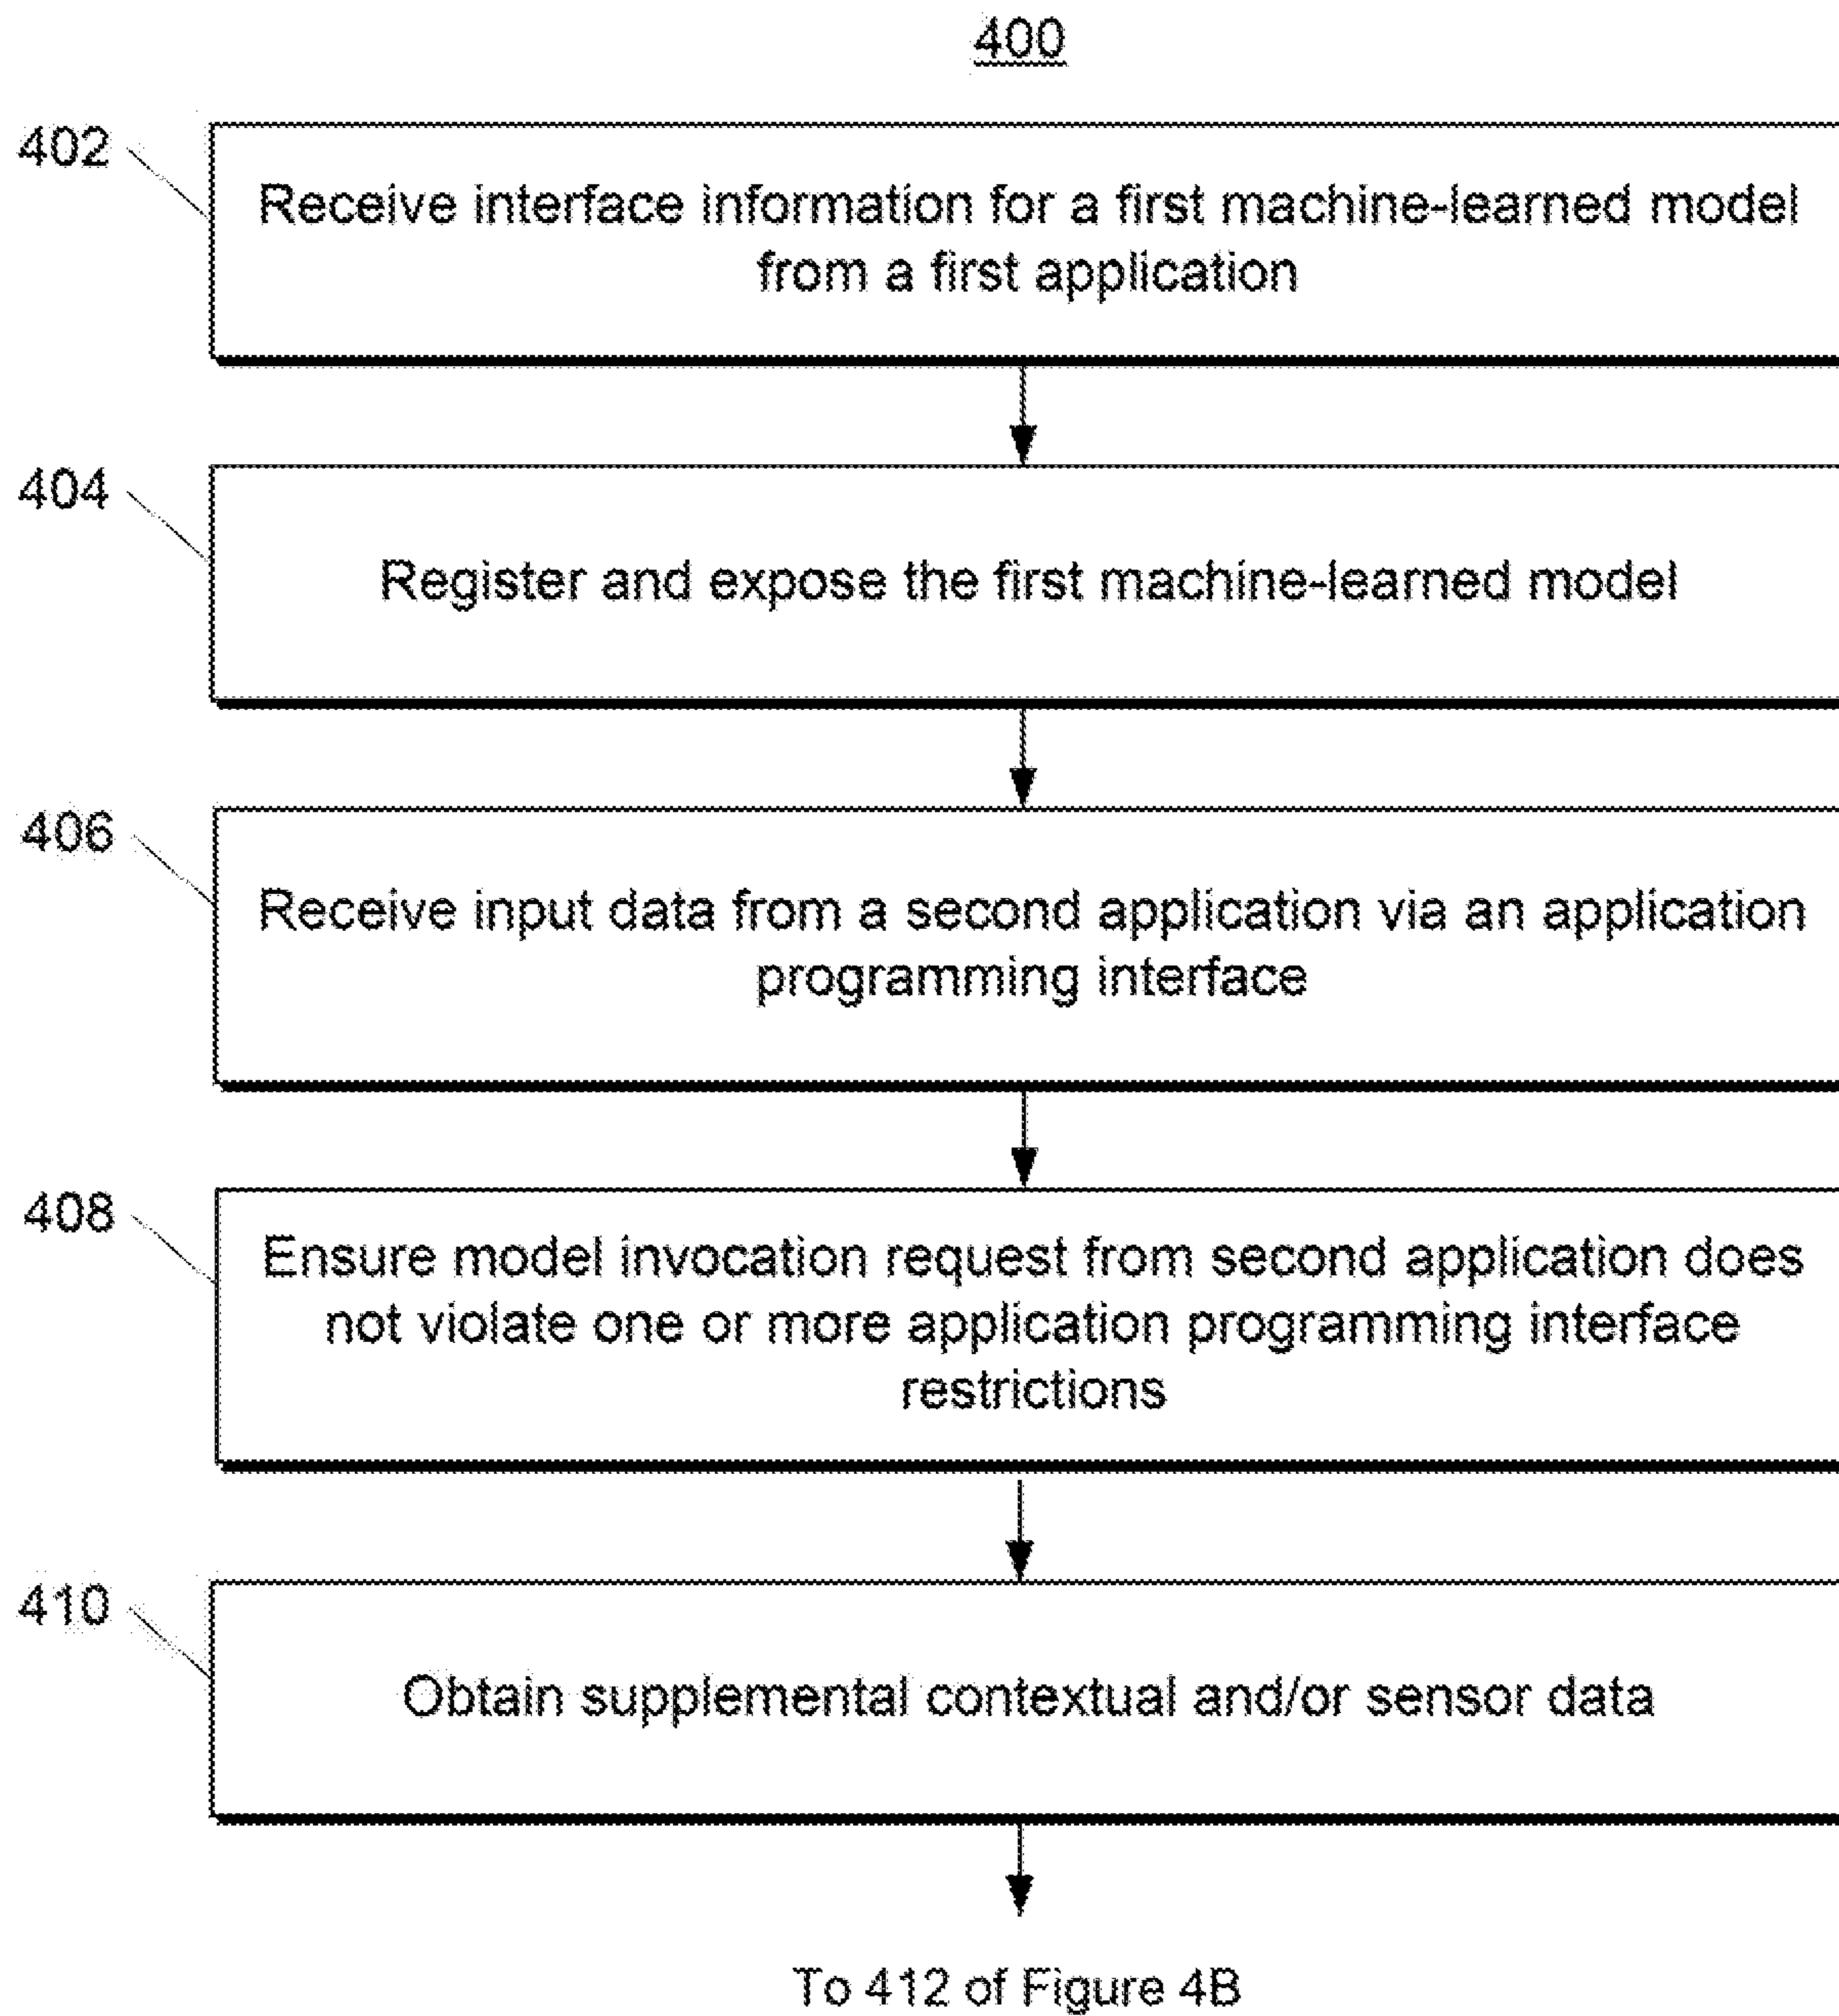 400
402
Receive interface information for a first machine-learned model
from a first application
404
Register and expose the first machine-learned model
406
Receive input data from a second application via an application
programming interface
408
Ensure model invocation request from second application does
not violate one or more application programming interface
restrictions
410
Obtain supplemental contextual and/or sensor data
To 412 of Figure 4B